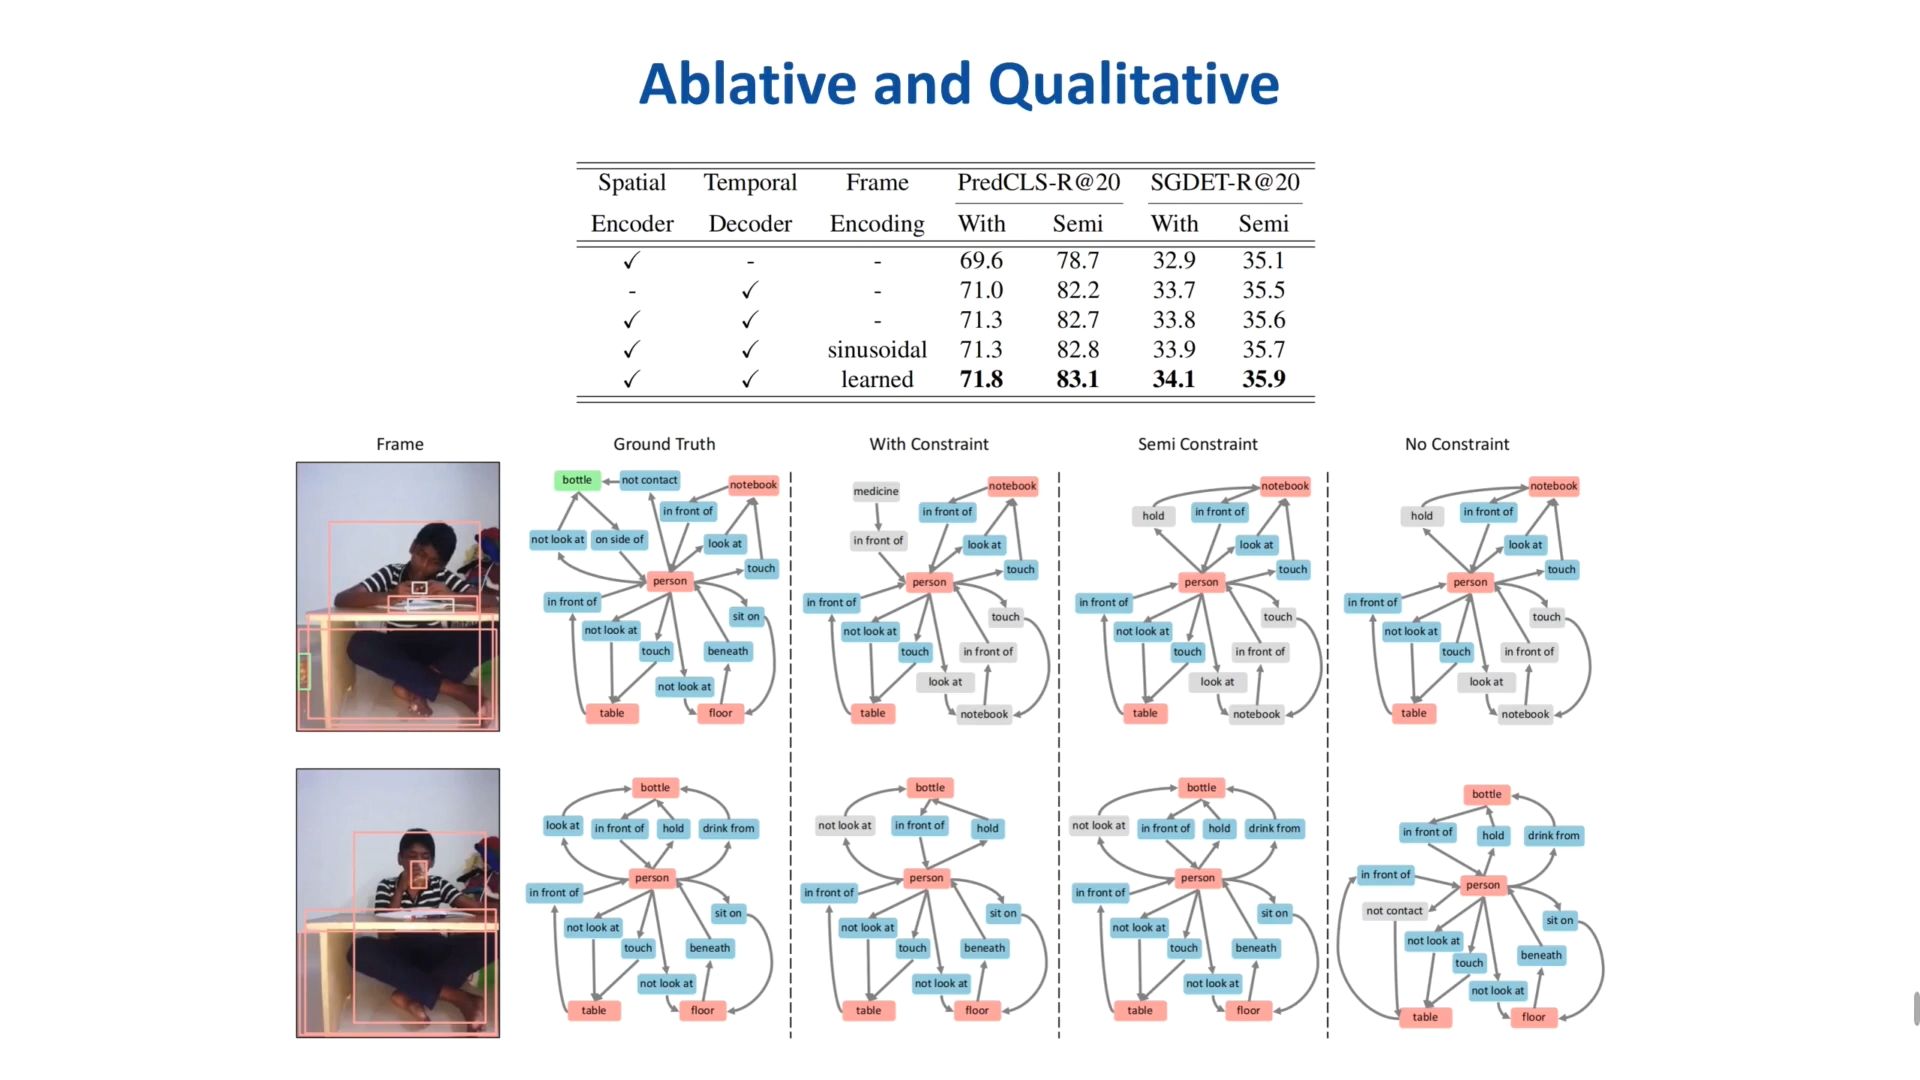 Ablative and Qualitative
Spatial Temporal Frame PredCLS-R@20 SGDET-R@20
Encoder Decoder Encoding With Semi With Semi
✓ - - 69.6 78.7 32.9 35.1
- ✓ - 71.0 82.2 33.7 35.5
✓ ✓ - 71.3 82.7 33.8 35.6
✓ ✓ sinusoidal 71.3 82.8 33.9 35.7
✓ ✓ learned 71.8 83.1 34.1 35.9
Frame Ground Truth With Constraint Semi Constraint No Constraint
bottle
not contact
notebook
in front of
not look at
on side of
look at
touch
person
in front of
not look at
sit on
touch
beneath
not look at
table
floor
medicine
notebook
in front of
in front of
look at
touch
person
in front of
touch
not look at
touch
in front of
look at
table
notebook
notebook
hold
in front of
look at
touch
person
in front of
touch
not look at
touch
in front of
look at
table
notebook
notebook
hold
in front of
look at
touch
person
in front of
touch
not look at
touch
in front of
look at
table
notebook
bottle
look at
in front of
hold
drink from
person
in front of
sit on
not look at
touch
beneath
not look at
table
floor
bottle
not look at
in front of
hold
person
in front of
sit on
not look at
touch
beneath
not look at
table
floor
bottle
not look at
in front of
hold
drink from
person
in front of
sit on
not look at
touch
beneath
not look at
table
floor
bottle
in front of
hold
drink from
in front of
person
not contact
sit on
not look at
touch
beneath
not look at
table
floor